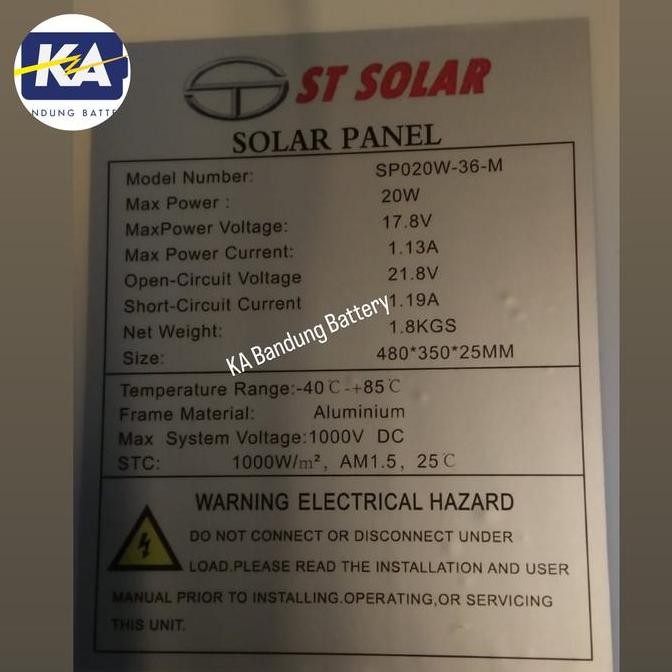 KA
NDUNG BATTE
ST SOLAR
SOLAR PANEL
Model Number: SP020W-36-M
Max Power : 20W
MaxPower Voltage: 17.8V
Max Power Current: 1.13A
Open-Circuit Voltage 21.8V
Short-Circuit Current 1.19A
Net Weight: 1.8KGS
Size: 480*350*25MM
KA Bandung Battery
Temperature Range:-40℃-+85℃
Frame Material: Aluminium
Max System Voltage:1000V DC
STC: 1000W/m², AM1.5, 25℃
WARNING ELECTRICAL HAZARD
DO NOT CONNECT OR DISCONNECT UNDER
LOAD.PLEASE READ THE INSTALLATION AND USER
MANUAL PRIOR TO INSTALLING.OPERATING,OR SERVICING
THIS UNIT.